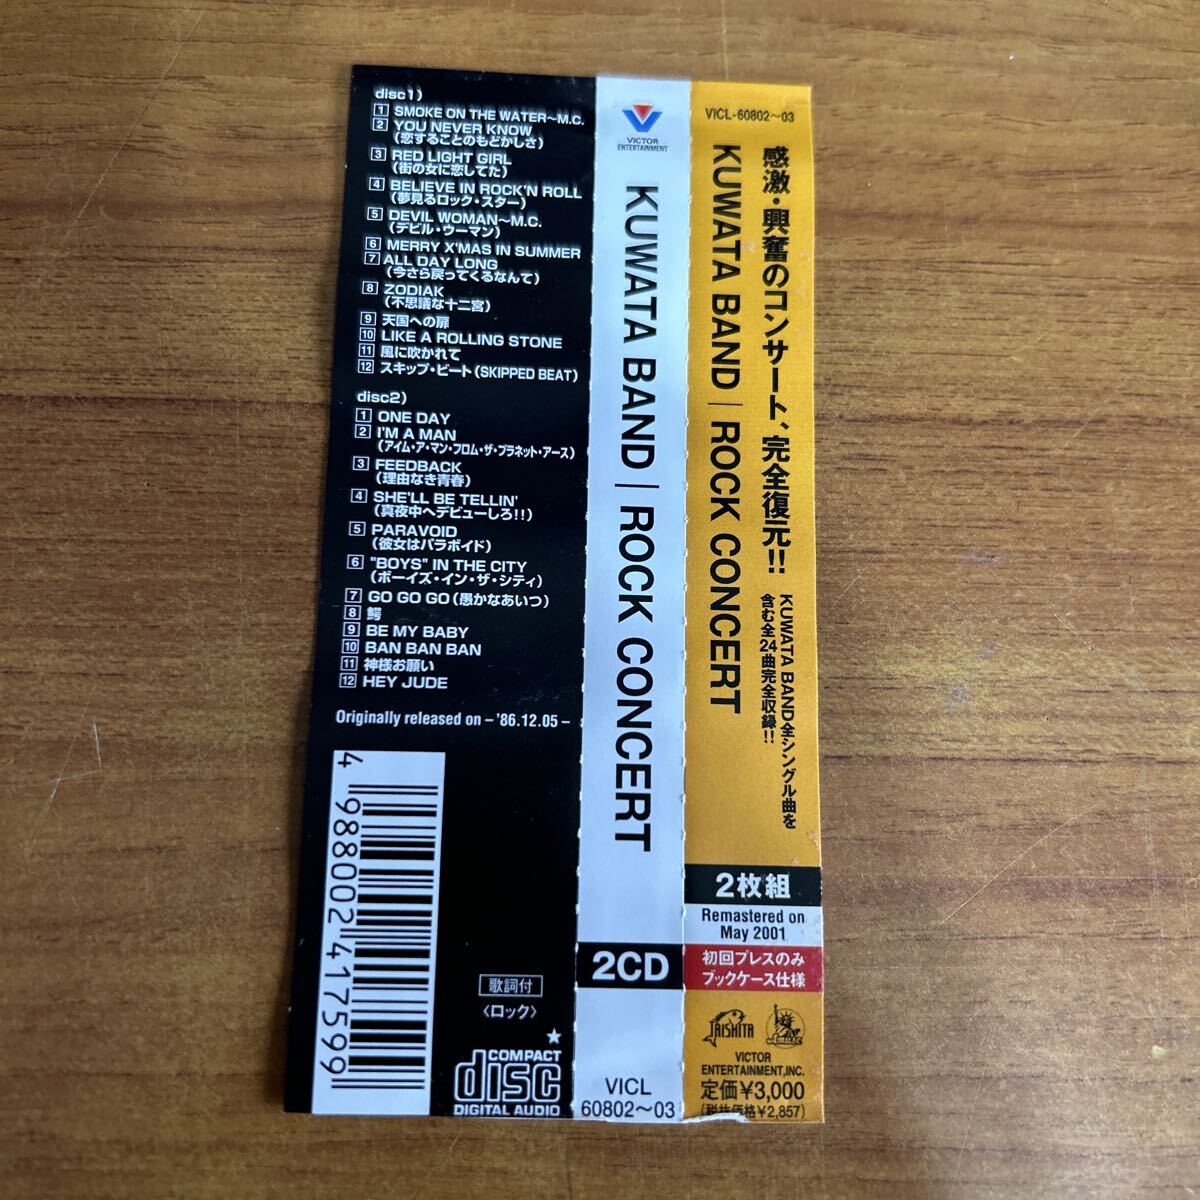 disc1)
1 SMOKE ON THE WATER～M.C.
2 YOU NEVER KNOW
(恋することのもどかしさ)
3 RED LIGHT GIRL
(街の女に恋してた)
4 BELIEVE IN ROCK'N ROLL
(夢見るロック・スター)
5 DEVIL WOMAN～M.C.
(デビル・ウーマン)
6 MERRY X'MAS IN SUMMER
7 ALL DAY LONG
(今さら戻ってくるなんて)
8 ZODIAK
(不思議な十二宮)
9 天国への扉
10 LIKE A ROLLING STONE
11 風に吹かれて
12 スキップ・ビート(SKIPPED BEAT)
disc2)
1 ONE DAY
2 I'M A MAN
(アイム・ア・マン・フロム・ザ・プラネット・アース)
3 FEEDBACK
(理由なき青春)
4 SHE'LL BE TELLIN'
(真夜中へデビューしろ!!)
5 PARAVOID
(彼女はパラボイド)
6 "BOYS" IN THE CITY
(ボーイズ・イン・ザ・シティ)
7 GO GO GO(愚かなあいつ)
8 鰐
9 BE MY BABY
10 BAN BAN BAN
11 神様お願い
12 HEY JUDE
Originally released on –'86.12.05–
4 988002 417599
歌詞付
〈ロック〉
★
COMPACT
disc
DIGITAL AUDIO
VICTOR
ENTERTAINMENT
KUWATA BAND | ROCK CONCERT
2CD
VICL
60802～03
VICL-60802～03
感激・興奮のコンサート、完全復元!!
KUWATA BAND全シングル曲を
含む全24曲完全収録!!
KUWATA BAND | ROCK CONCERT
2枚組
Remastered on
May 2001
初回プレスのみ
ブックケース仕様
TAISHITA
Amuse
VICTOR
ENTERTAINMENT,INC.
定価¥3,000
(税抜価格¥2,857)